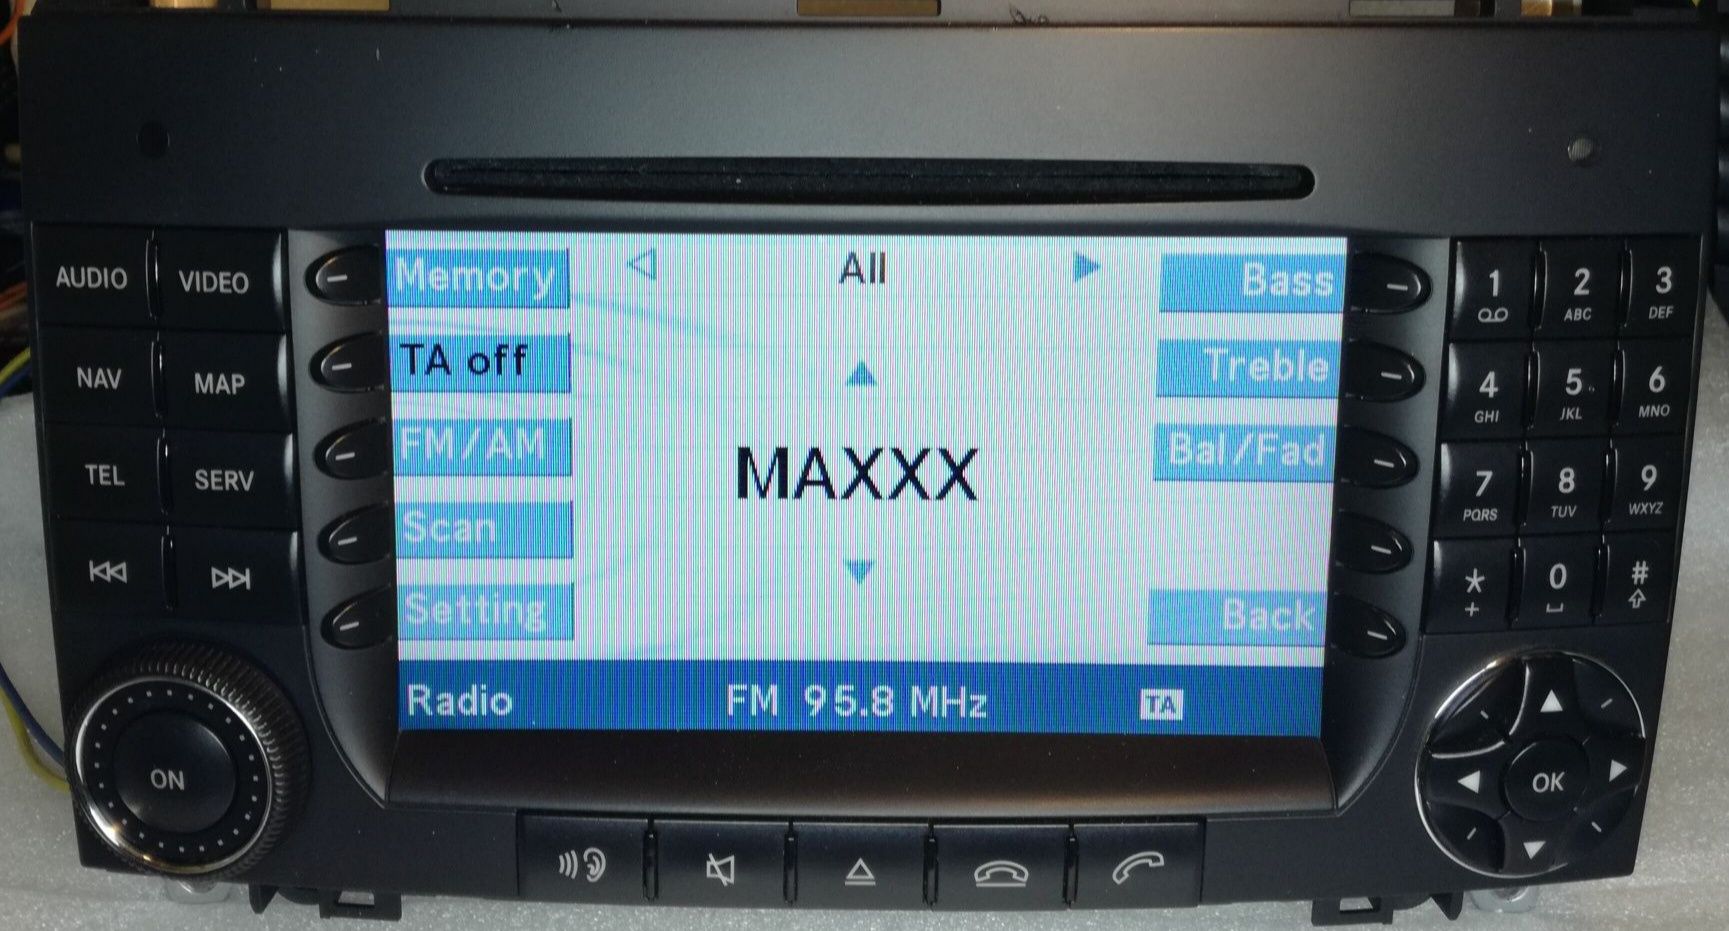 AUDIO VIDEO
NAV MAP
TEL SERV
ON
Memory
TA off
FM/AM
Scan
Setting
All
MAXXX
Bass
Treble
Bal/Fad
Back
Radio FM 95.8 MHz TA
1 2 3
ABC DEF
4 5 6
GHI JKL MNO
7 8 9
PQRS TUV WXYZ
* 0 #
+
OK